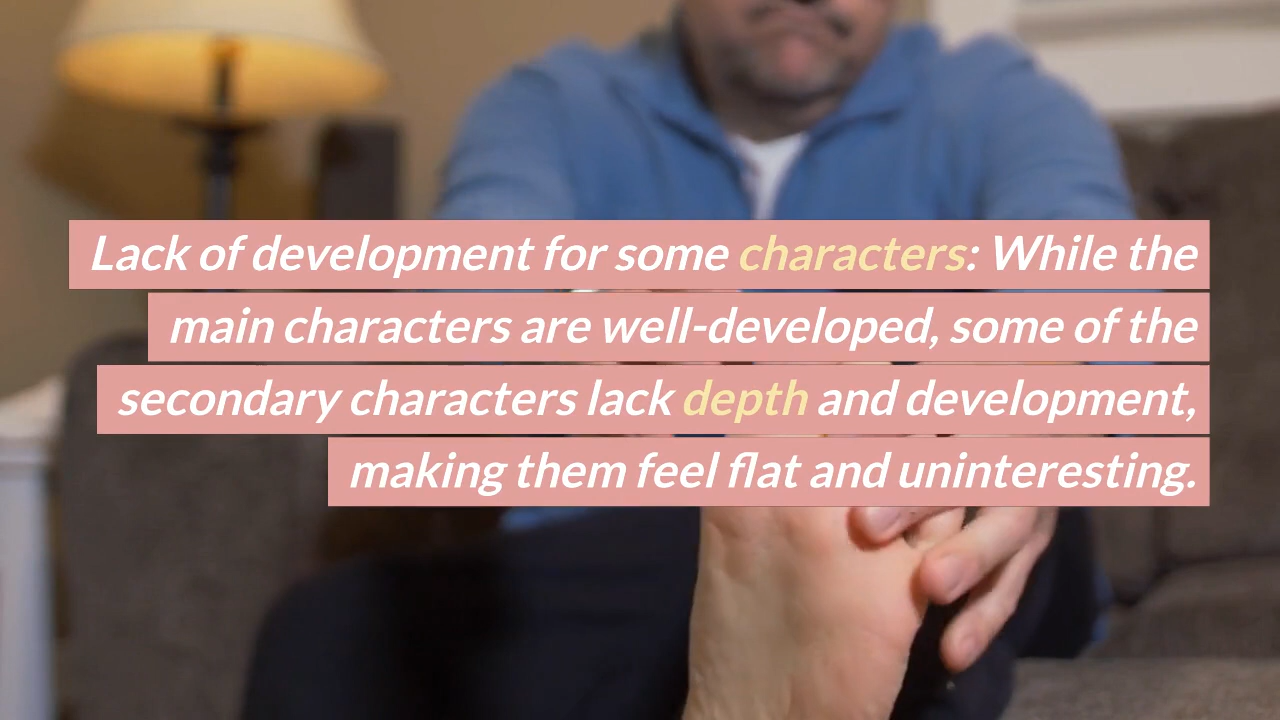 Lack of development for some characters: While the
main characters are well-developed, some of the
secondary characters lack depth and development,
making them feel flat and uninteresting.